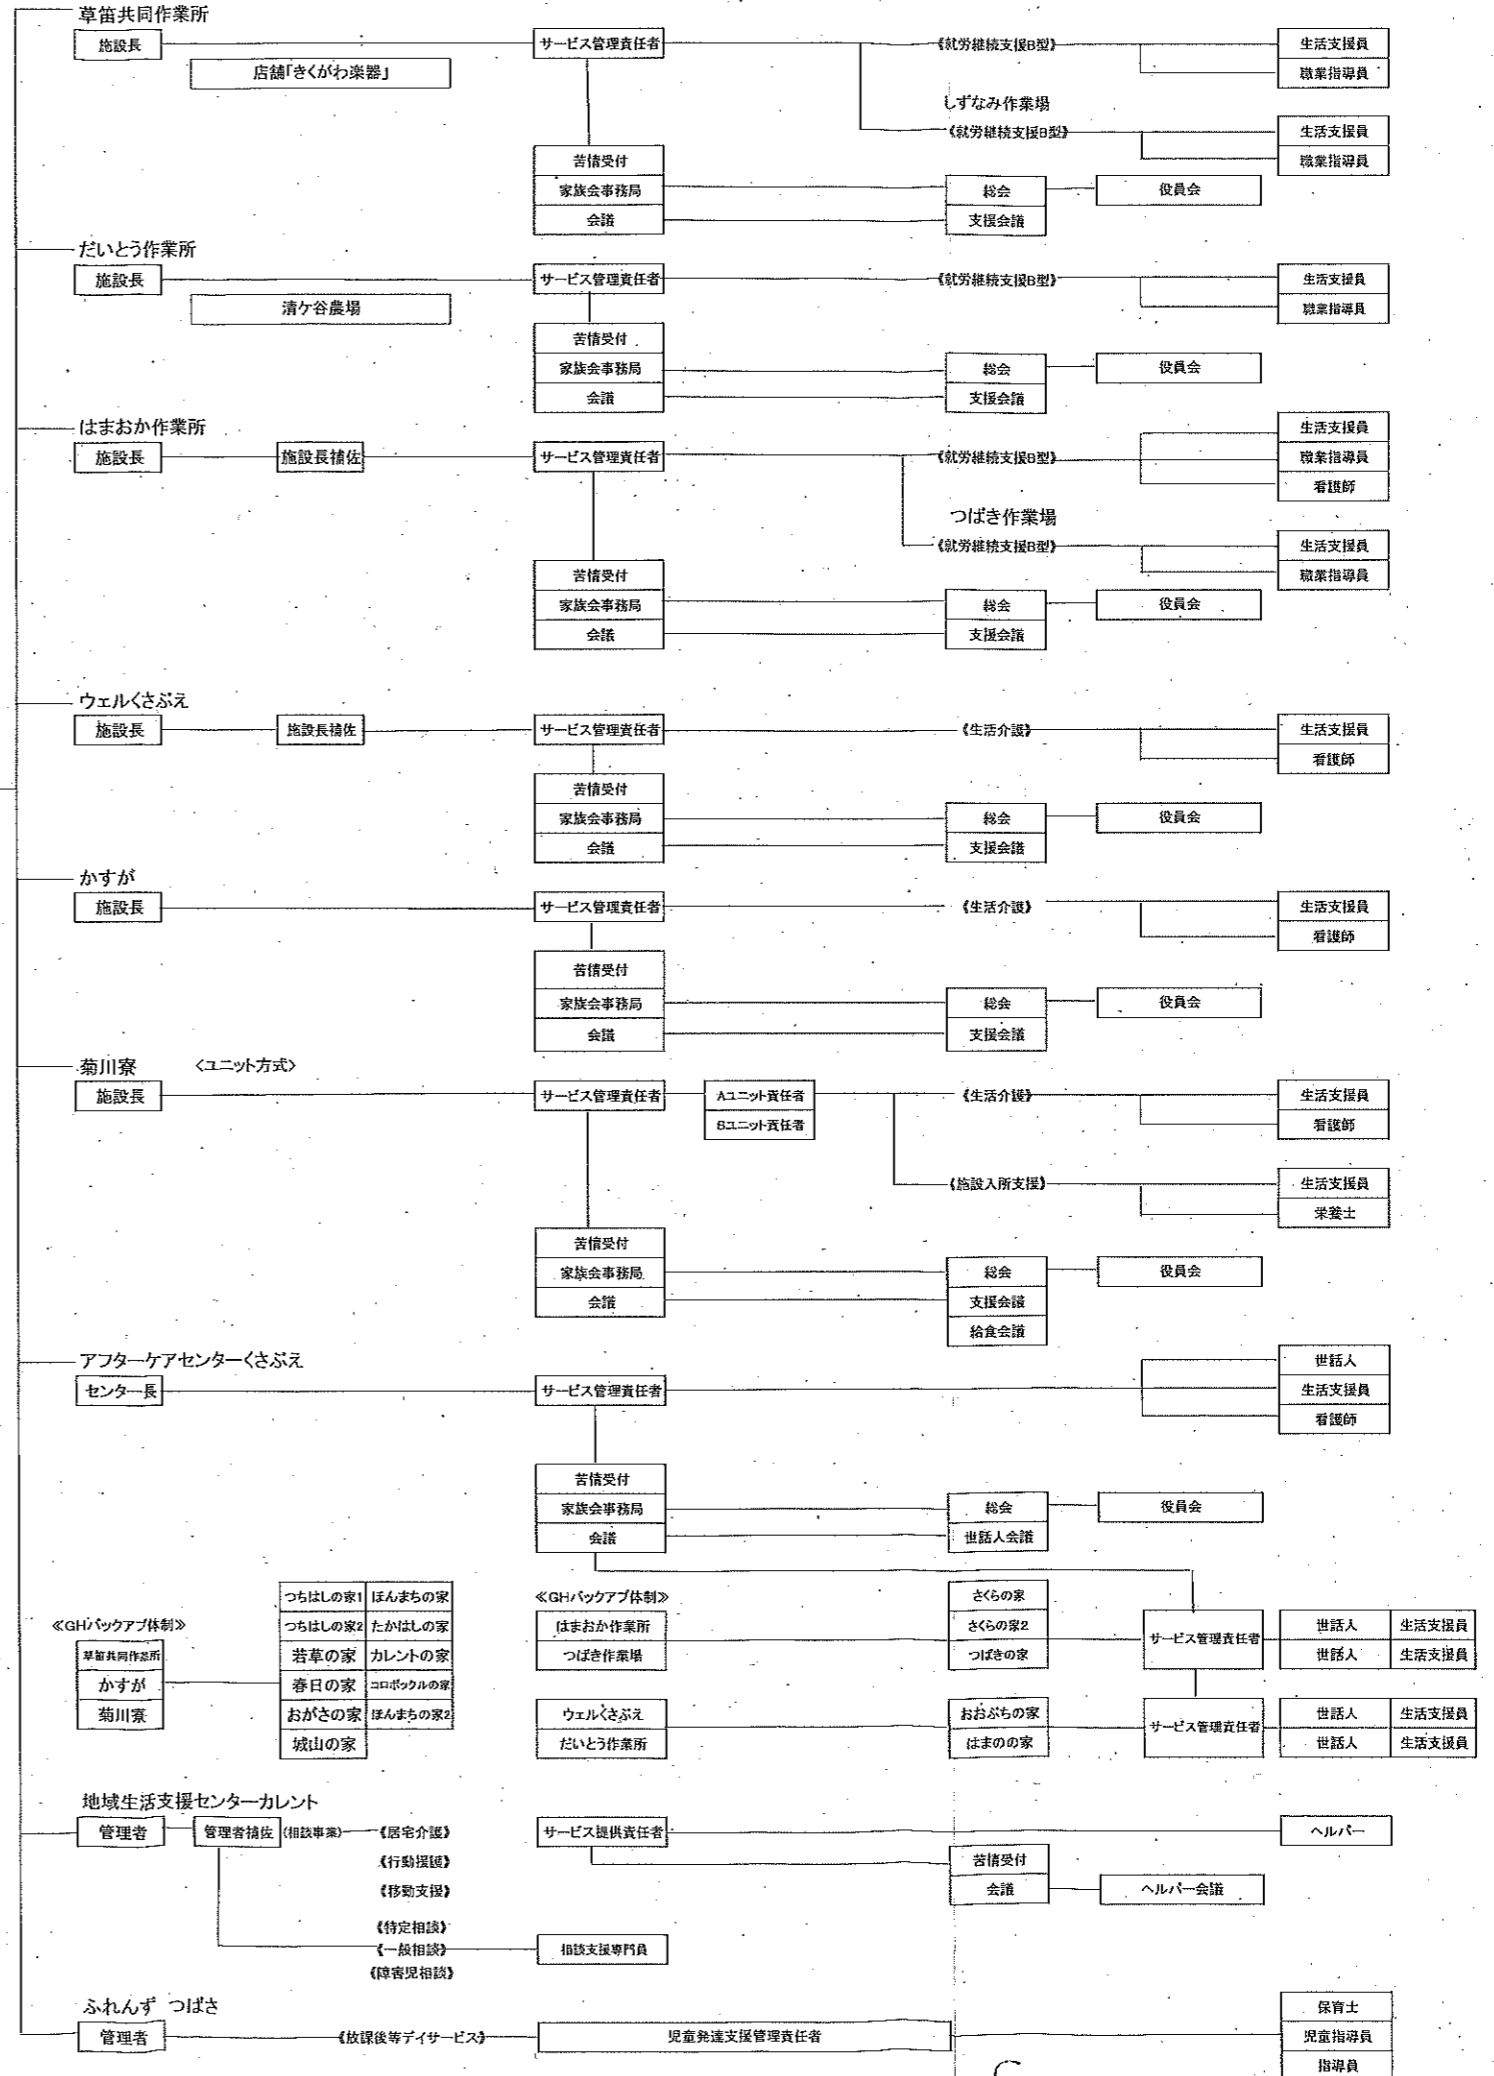 草笛共同作業所
施設長 サービス管理責任者 《就労継続支援B型》 生活支援員
店舗「きくがわ楽器」 職業指導員
しずなみ作業場
《就労継続支援B型》 生活支援員
苦情受付 職業指導員
家族会事務局 総会 役員会
会議 支援会議
だいとう作業所
施設長 サービス管理責任者 《就労継続支援B型》 生活支援員
清ケ谷農場 職業指導員
苦情受付
家族会事務局 総会 役員会
会議 支援会議
はまおか作業所 生活支援員
施設長 施設長補佐 サービス管理責任者 《就労継続支援B型》 職業指導員
看護師
つばき作業場
《就労継続支援B型》 生活支援員
苦情受付 職業指導員
家族会事務局 総会 役員会
会議 支援会議
ウェルくさぶえ
施設長 施設長補佐 サービス管理責任者 《生活介護》 生活支援員
看護師
苦情受付
家族会事務局 総会 役員会
会議 支援会議
かすが
施設長 サービス管理責任者 《生活介護》 生活支援員
看護師
苦情受付
家族会事務局 総会 役員会
会議 支援会議
菊川寮 〈ユニット方式〉
施設長 サービス管理責任者 Aユニット責任者 《生活介護》 生活支援員
Bユニット責任者 看護師
《施設入所支援》 生活支援員
栄養士
苦情受付
家族会事務局 総会 役員会
会議 支援会議
給食会議
アフターケアセンターくさぶえ 世話人
センター長 サービス管理責任者 生活支援員
看護師
苦情受付
家族会事務局 総会 役員会
会議 世話人会議
つちはしの家1 ほんまちの家 ≪GHバックアプ体制≫ さくらの家
≪GHバックアプ体制≫ つちはしの家2 たかはしの家 はまおか作業所 さくらの家2 サービス管理責任者 世話人 生活支援員
草笛共同作業所 若草の家 カレントの家 つばき作業場 つばきの家 世話人 生活支援員
かすが 春日の家 コロボックルの家
菊川寮 おがさの家 ほんまちの家2 ウェルくさぶえ おおぶちの家 サービス管理責任者 世話人 生活支援員
城山の家 だいとう作業所 はまのの家 世話人 生活支援員
地域生活支援センターカレント
管理者 管理者補佐 (相談事業) 《居宅介護》 サービス提供責任者 ヘルパー
《行動援護》 苦情受付
《移動支援》 会議 ヘルパー会議
《特定相談》
《一般相談》 相談支援専門員
《障害児相談》
ふれんず つばさ 保育士
管理者 《放課後等デイサービス》 児童発達支援管理責任者 児童指導員
指導員